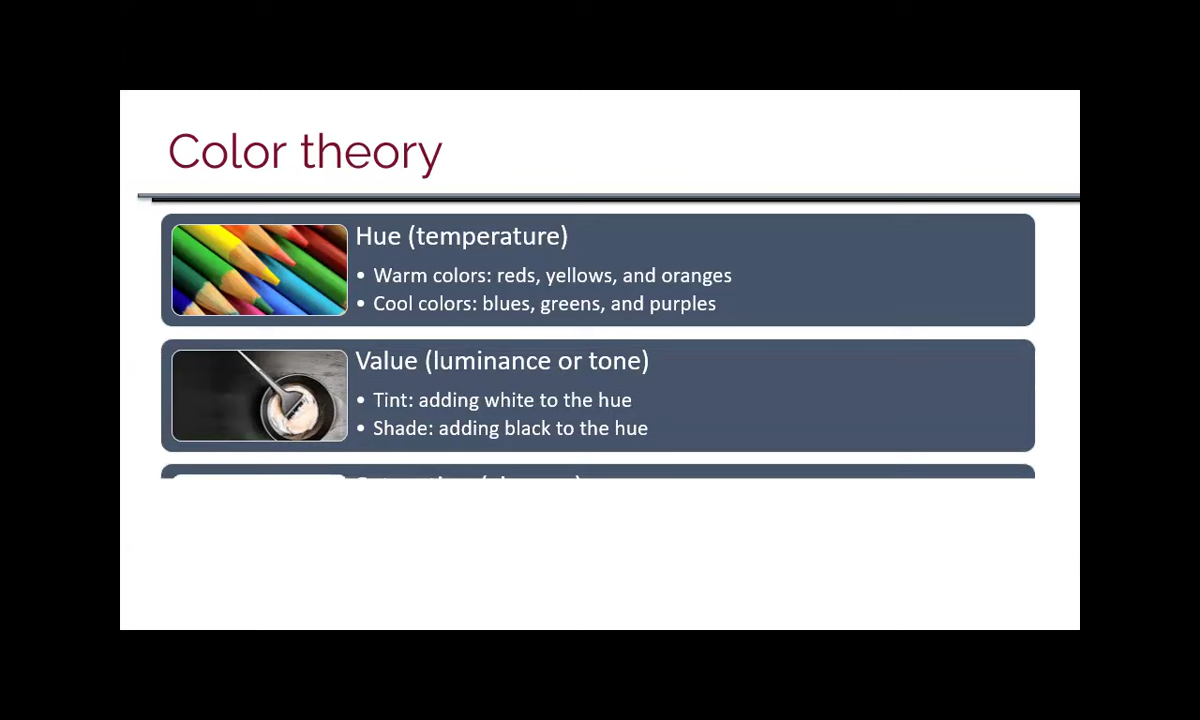 Color theory
Hue (temperature)
• Warm colors: reds, yellows, and oranges
• Cool colors: blues, greens, and purples
Value (luminance or tone)
• Tint: adding white to the hue
• Shade: adding black to the hue